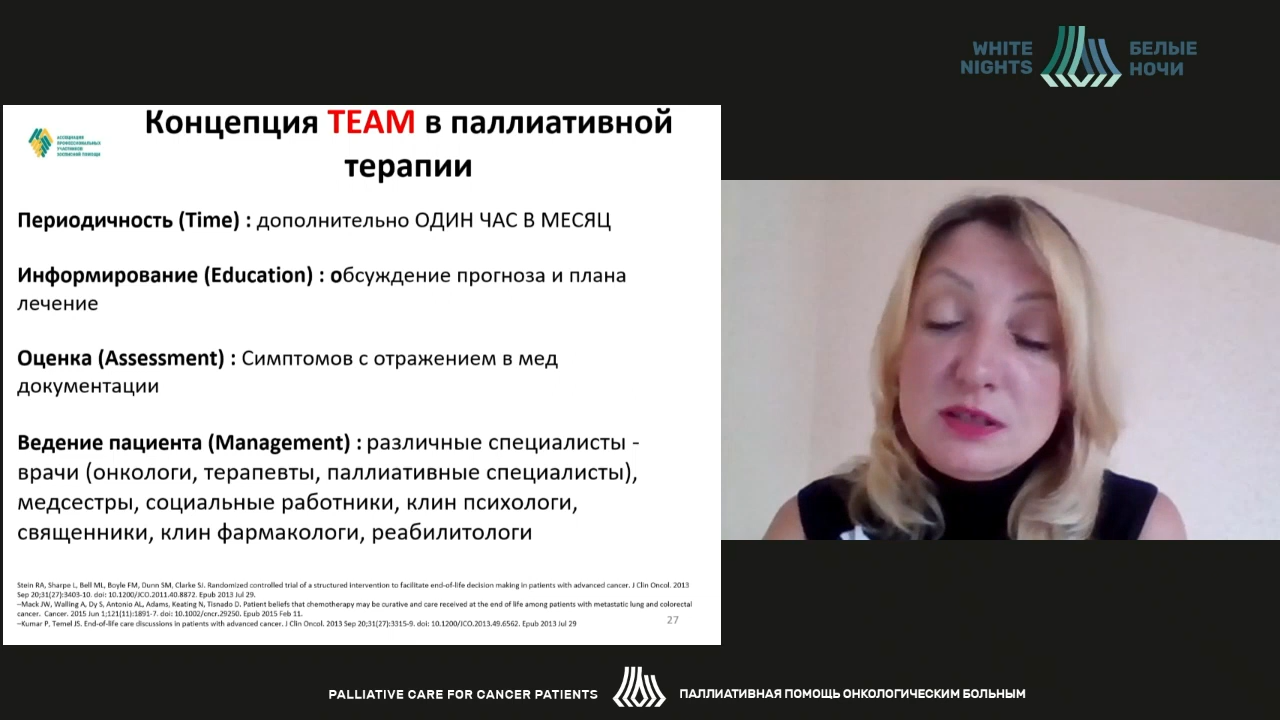 WHITE
NIGHTS
БЕЛЫЕ
НОЧИ
АССОЦИАЦИЯ
ПРОФЕССИОНАЛЬНЫХ
УЧАСТНИКОВ
ХОСПИСНОЙ ПОМОЩИ
Концепция TEAM в паллиативной
терапии
Периодичность (Time) : дополнительно ОДИН ЧАС В МЕСЯЦ
Информирование (Education) : обсуждение прогноза и плана
лечение
Оценка (Assessment) : Симптомов с отражением в мед
документации
Ведение пациента (Management) : различные специалисты -
врачи (онкологи, терапевты, паллиативные специалисты),
медсестры, социальные работники, клин психологи,
священники, клин фармакологи, реабилитологи
Stein RA, Sharpe L, Bell ML, Boyle FM, Dunn SM, Clarke SJ. Randomized controlled trial of a structured intervention to facilitate end-of-life decision making in patients with advanced cancer. J Clin Oncol. 2013
Sep 20;31(27):3403-10. doi: 10.1200/JCO.2011.40.8872. Epub 2013 Jul 29.
–Mack JW, Walling A, Dy S, Antonio AL, Adams, Keating N, Tisnado D. Patient beliefs that chemotherapy may be curative and care received at the end of life among patients with metastatic lung and colorectal
cancer. Cancer. 2015 Jun 1;121(11):1891-7. doi: 10.1002/cncr.29250. Epub 2015 Feb 11.
–Kumar P, Temel JS. End-of-life care discussions in patients with advanced cancer. J Clin Oncol. 2013 Sep 20;31(27):3315-9. doi: 10.1200/JCO.2013.49.6562. Epub 2013 Jul 29
27
PALLIATIVE CARE FOR CANCER PATIENTS
ПАЛЛИАТИВНАЯ ПОМОЩЬ ОНКОЛОГИЧЕСКИМ БОЛЬНЫМ